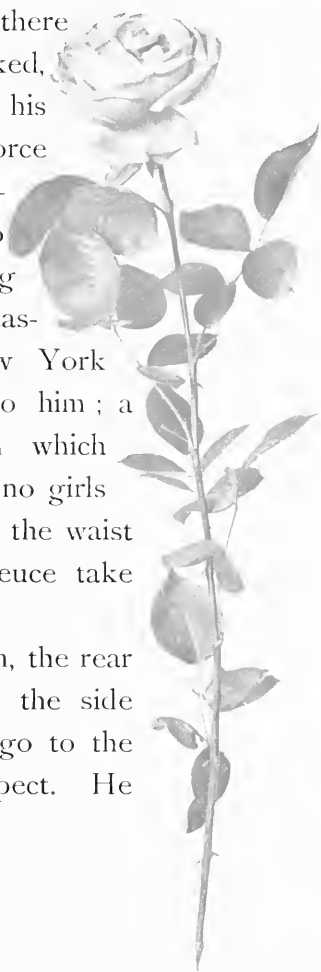 there
ked,
his
orce
-
o
g
as-
w York
o him ; a
which
no girls
the waist
euce take
n, the rear
the side
go to the
pect. He